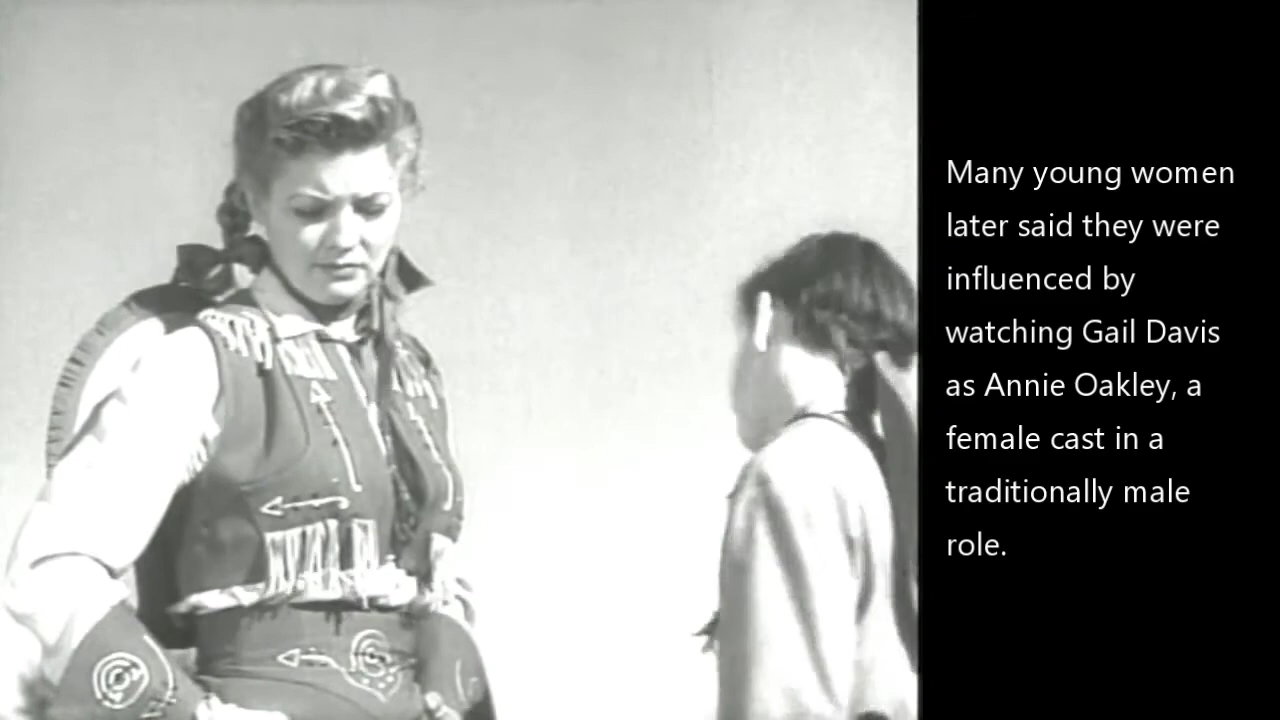 Many young women
later said they were
influenced by
watching Gail Davis
as Annie Oakley, a
female cast in a
traditionally male
role.